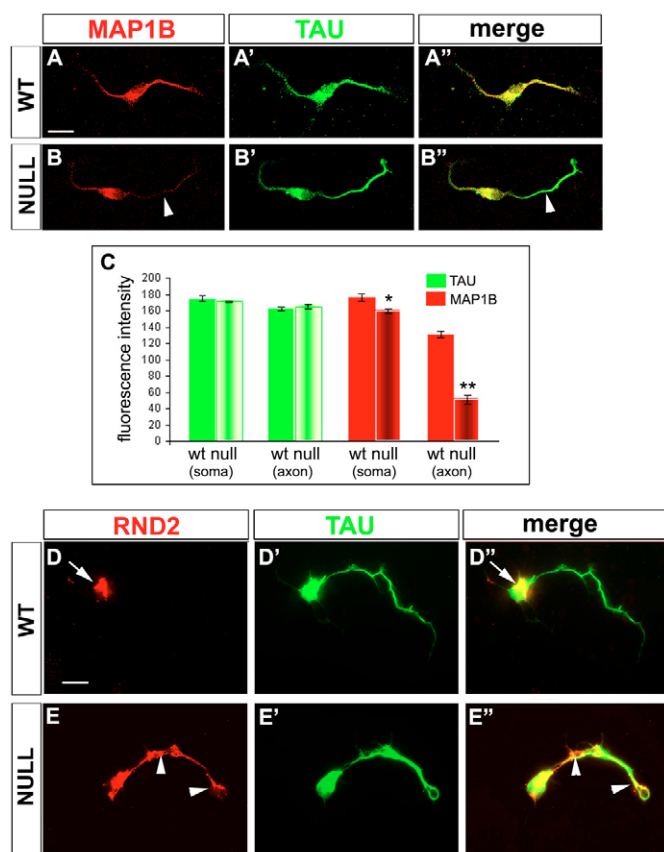 MAP1B TAU merge
WT
A A' A"
NULL
B B' B"
C
fluorescence intensity
180
160
140
120
100
80
60
40
20
0
TAU
MAP1B
*
**
wt null wt null wt null wt null
(soma) (axon) (soma) (axon)
RND2 TAU merge
WT
D D' D"
NULL
E E' E"